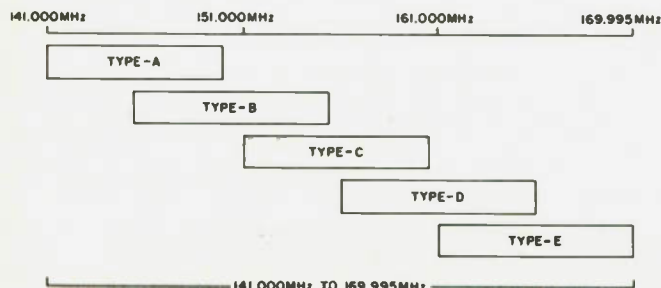 141.000MHz 151.000MHz 161.000MHz 169.995MHz
TYPE-A
TYPE-B
TYPE-C
TYPE-D
TYPE-E
141.000MHz TO 169.995MHz